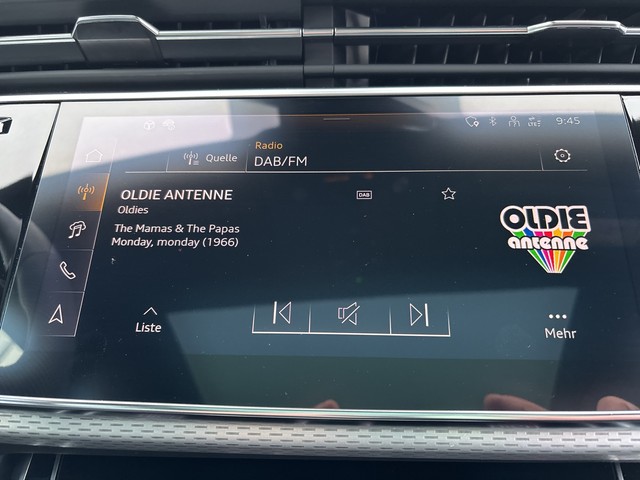 9:45
Radio
Quelle
DAB/FM
OLDIE ANTENNE
DAB
Oldies
The Mamas & The Papas
Monday, monday (1966)
OLDIE
antenne
Liste
Mehr